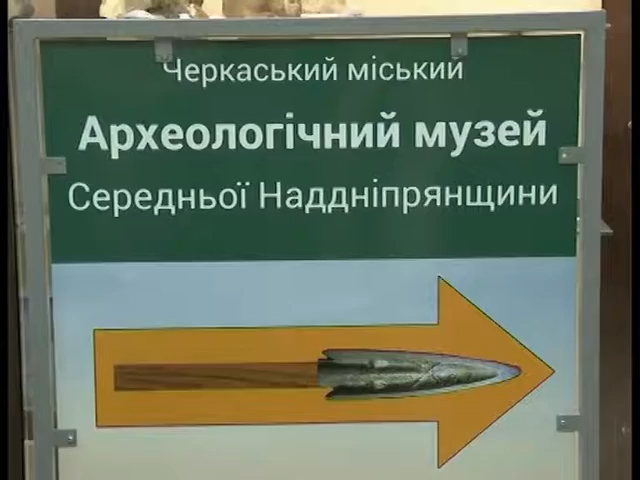 Черкаський міський
Археологічний музей
Середньої Наддніпрянщини